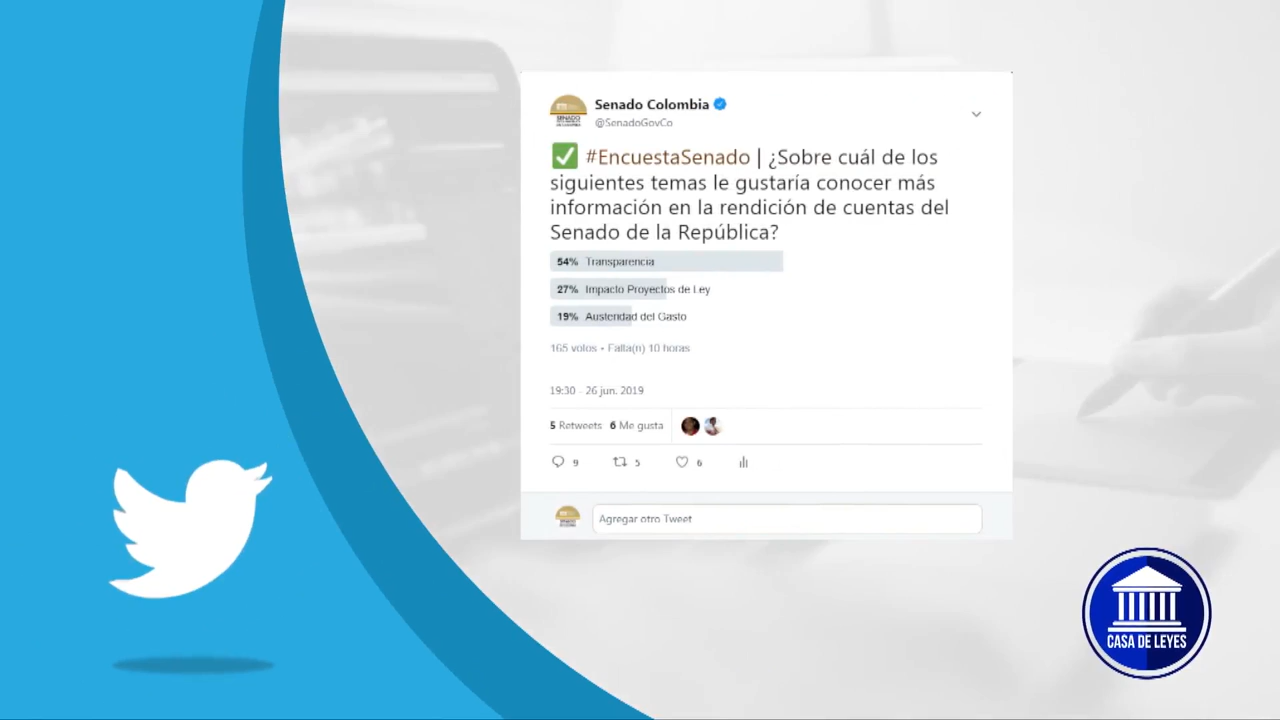 Senado Colombia
@SenadoGovCo
#EncuestaSenado | ¿Sobre cuál de los
siguientes temas le gustaría conocer más
información en la rendición de cuentas del
Senado de la República?
54% Transparencia
27% Impacto Proyectos de Ley
19% Austeridad del Gasto
165 votos • Falta(n) 10 horas
19:30 - 26 jun. 2019
5 Retweets 6 Me gusta
9 5 6
Agregar otro Tweet
CASA DE LEYES